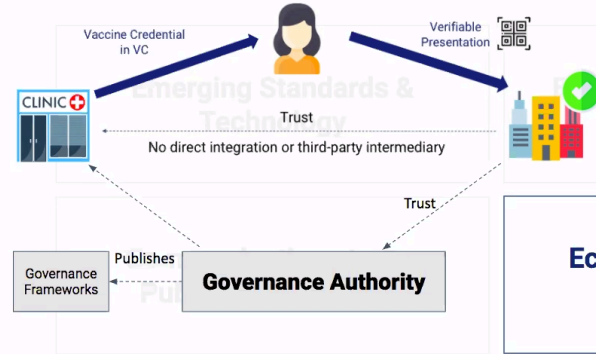 Vaccine Credential
in VC
Verifiable
Presentation
CLINIC
Emerging Standards &
Technology
Trust
No direct integration or third-party intermediary
Trust
Publishes
Governance
Frameworks
Governance Authority
Ec